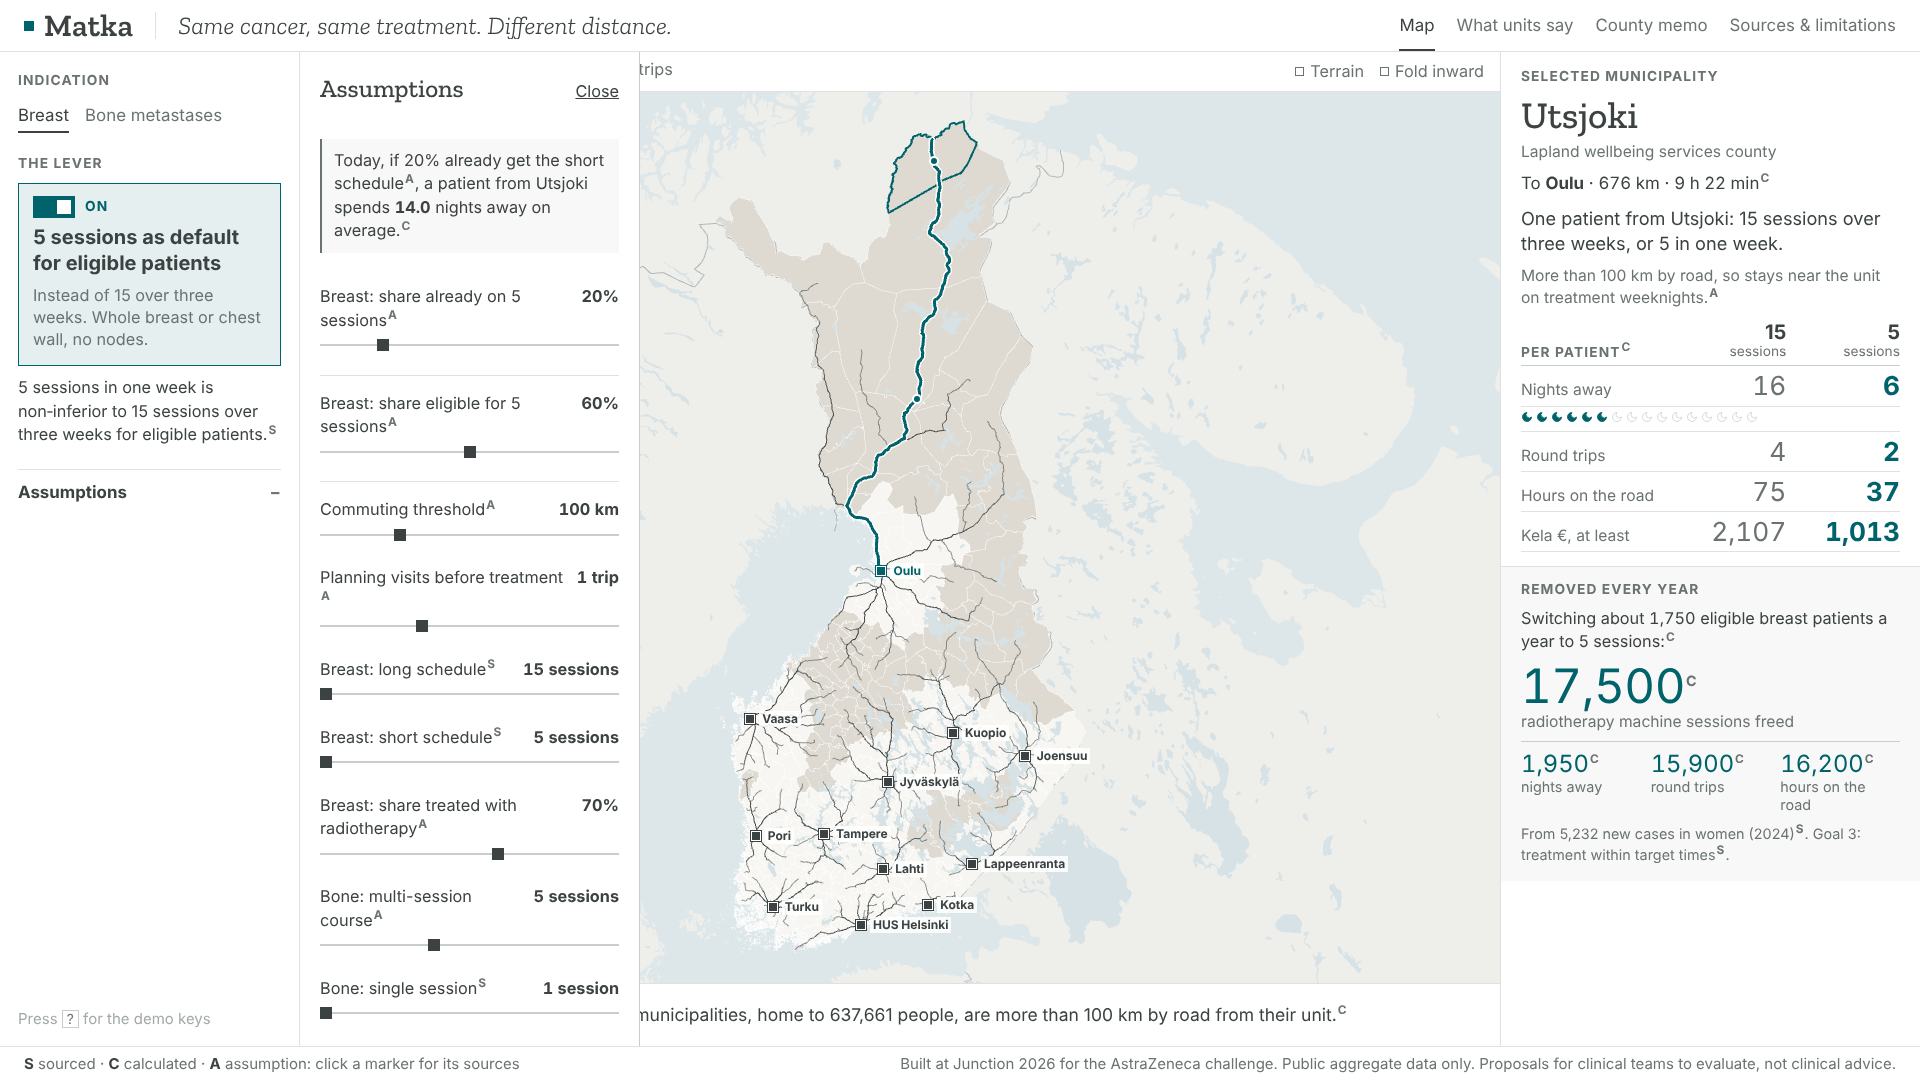 Matka
Same cancer, same treatment. Different distance.
Map
What units say
County memo
Sources & limitations
INDICATION
Breast
Bone metastases
THE LEVER
ON
5 sessions as default
for eligible patients
Instead of 15 over three
weeks. Whole breast or chest
wall, no nodes.
5 sessions in one week is
non-inferior to 15 sessions over
three weeks for eligible patients.S
Assumptions –
Press ? for the demo keys
Assumptions
Close
Today, if 20% already get the short
scheduleA, a patient from Utsjoki
spends 14.0 nights away on
average.C
Breast: share already on 5
sessionsA
20%
Breast: share eligible for 5
sessionsA
60%
Commuting thresholdA
100 km
Planning visits before treatment
A
1 trip
Breast: long scheduleS
15 sessions
Breast: short scheduleS
5 sessions
Breast: share treated with
radiotherapyA
70%
Bone: multi-session
courseA
5 sessions
Bone: single sessionS
1 session
trips
Terrain
Fold inward
Oulu
Vaasa
Kuopio
Joensuu
Jyväskylä
Pori
Tampere
Lahti
Lappeenranta
Turku
Kotka
HUS Helsinki
municipalities, home to 637,661 people, are more than 100 km by road from their unit.C
SELECTED MUNICIPALITY
Utsjoki
Lapland wellbeing services county
To Oulu · 676 km · 9 h 22 minC
One patient from Utsjoki: 15 sessions over
three weeks, or 5 in one week.
More than 100 km by road, so stays near the unit
on treatment weeknights.A
PER PATIENTC
15
sessions
5
sessions
Nights away 16 6
Round trips 4 2
Hours on the road 75 37
Kela €, at least 2,107 1,013
REMOVED EVERY YEAR
Switching about 1,750 eligible breast patients a
year to 5 sessions:C
17,500C
radiotherapy machine sessions freed
1,950C
nights away
15,900C
round trips
16,200C
hours on the
road
From 5,232 new cases in women (2024)S. Goal 3:
treatment within target timesS.
S sourced · C calculated · A assumption: click a marker for its sources
Built at Junction 2026 for the AstraZeneca challenge. Public aggregate data only. Proposals for clinical teams to evaluate, not clinical advice.